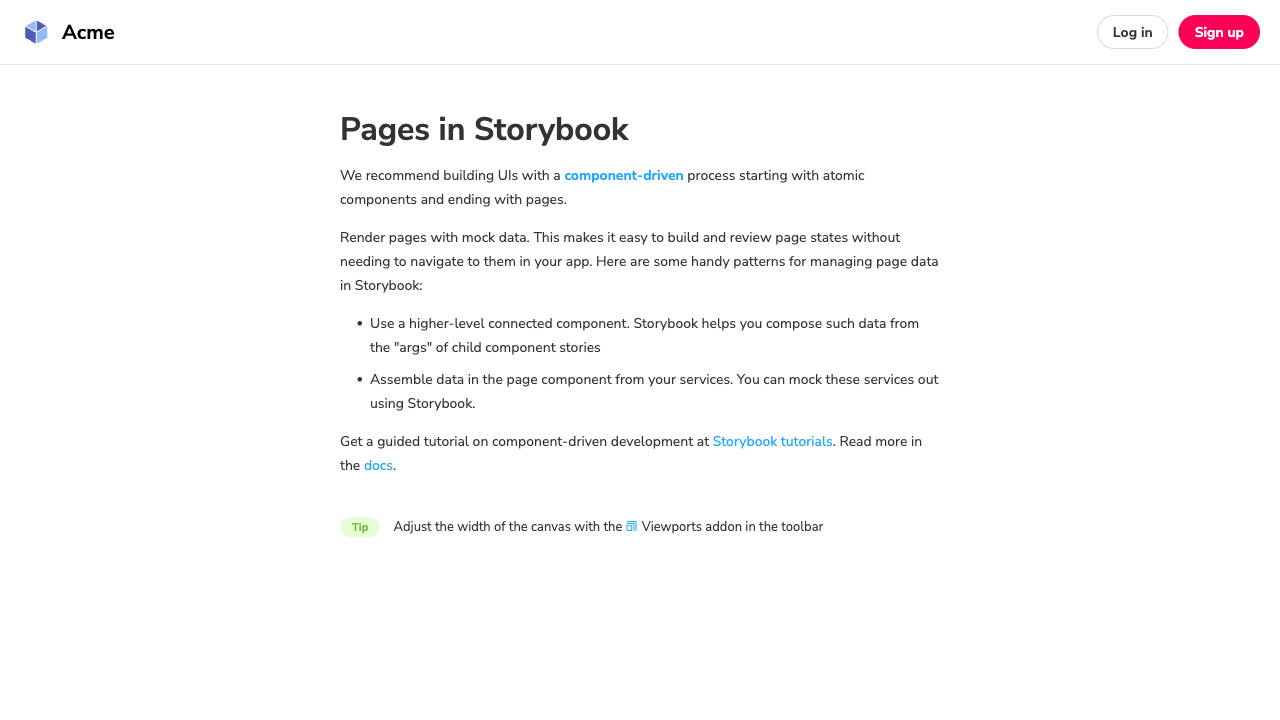 Acme
Log in
Sign up
Pages in Storybook
We recommend building UIs with a component-driven process starting with atomic
components and ending with pages.
Render pages with mock data. This makes it easy to build and review page states without
needing to navigate to them in your app. Here are some handy patterns for managing page data
in Storybook:
• Use a higher-level connected component. Storybook helps you compose such data from
the "args" of child component stories
• Assemble data in the page component from your services. You can mock these services out
using Storybook.
Get a guided tutorial on component-driven development at Storybook tutorials. Read more in
the docs.
Tip Adjust the width of the canvas with the Viewports addon in the toolbar